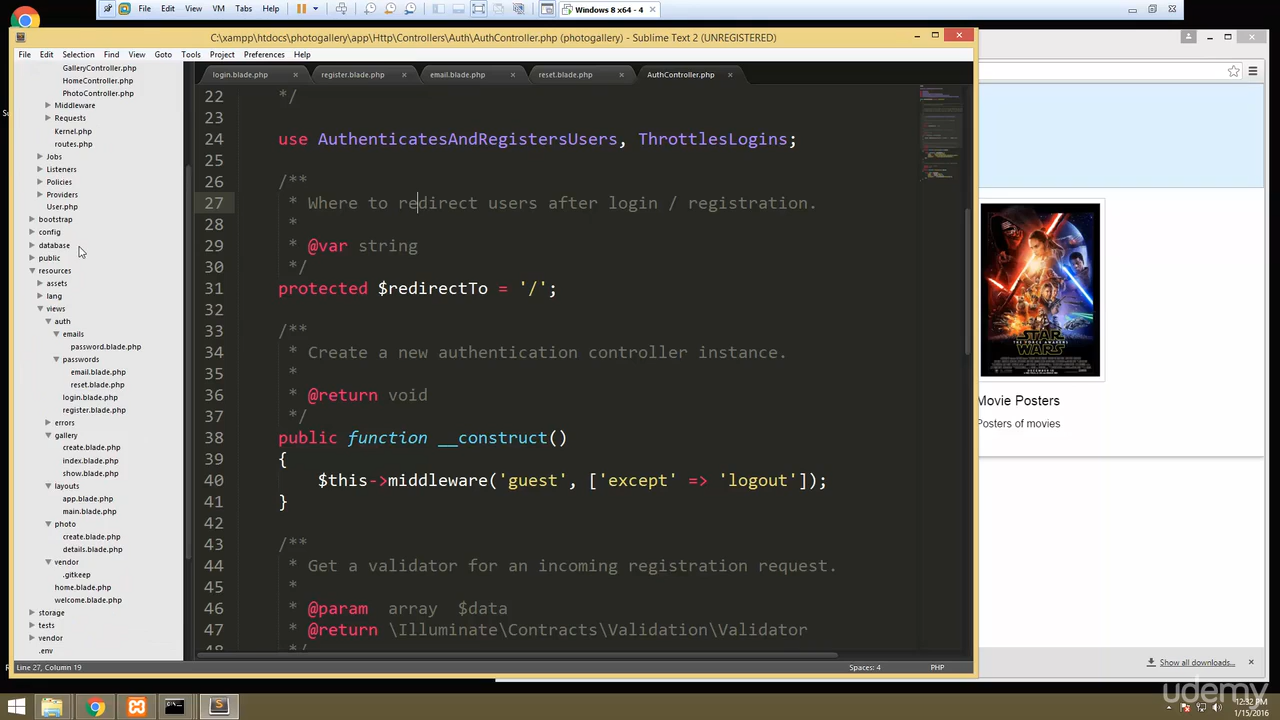 File Edit View VM Tabs Help
Windows 8 x64 - 4
C:\xampp\htdocs\photogallery\app\Http\Controllers\Auth\AuthController.php (photogallery) - Sublime Text 2 (UNREGISTERED)
File Edit Selection Find View Goto Tools Project Preferences Help
login.blade.php
register.blade.php
email.blade.php
reset.blade.php
AuthController.php
GalleryController.php
HomeController.php
PhotoController.php
Middleware
Requests
Kernel.php
routes.php
Jobs
Listeners
Policies
Providers
User.php
bootstrap
config
database
public
resources
assets
lang
views
auth
emails
password.blade.php
passwords
email.blade.php
reset.blade.php
login.blade.php
register.blade.php
errors
gallery
create.blade.php
index.blade.php
show.blade.php
layouts
app.blade.php
main.blade.php
photo
create.blade.php
details.blade.php
vendor
.gitkeep
home.blade.php
welcome.blade.php
storage
tests
vendor
.env
22 */
23
24 use AuthenticatesAndRegistersUsers, ThrottlesLogins;
25
26 /**
27 * Where to redirect users after login / registration.
28 *
29 * @var string
30 */
31 protected $redirectTo = '/';
32
33 /**
34 * Create a new authentication controller instance.
35 *
36 * @return void
37 */
38 public function __construct()
39 {
40 $this->middleware('guest', ['except' => 'logout']);
41 }
42
43 /**
44 * Get a validator for an incoming registration request.
45 *
46 * @param array $data
47 * @return \Illuminate\Contracts\Validation\Validator
Line 27, Column 19
Spaces: 4
PHP
STAR
WARS
Movie Posters
Posters of movies
Show all downloads...
udemy
12:32 PM
1/15/2016